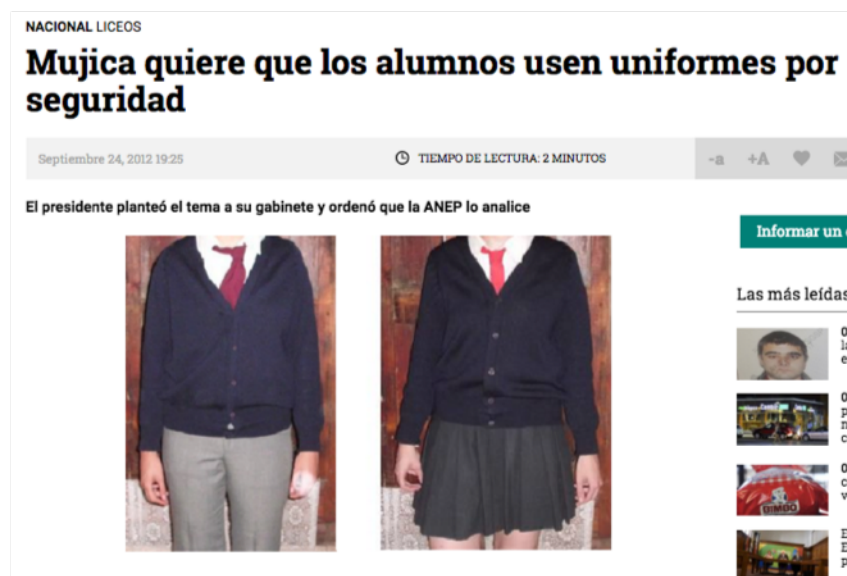 NACIONAL LICEOS
Mujica quiere que los alumnos usen uniformes por
seguridad
Septiembre 24, 2012 19:25
TIEMPO DE LECTURA: 2 MINUTOS
-a +A
El presidente planteó el tema a su gabinete y ordenó que la ANEP lo analice
Informar un
Las más leídas
BIMBO